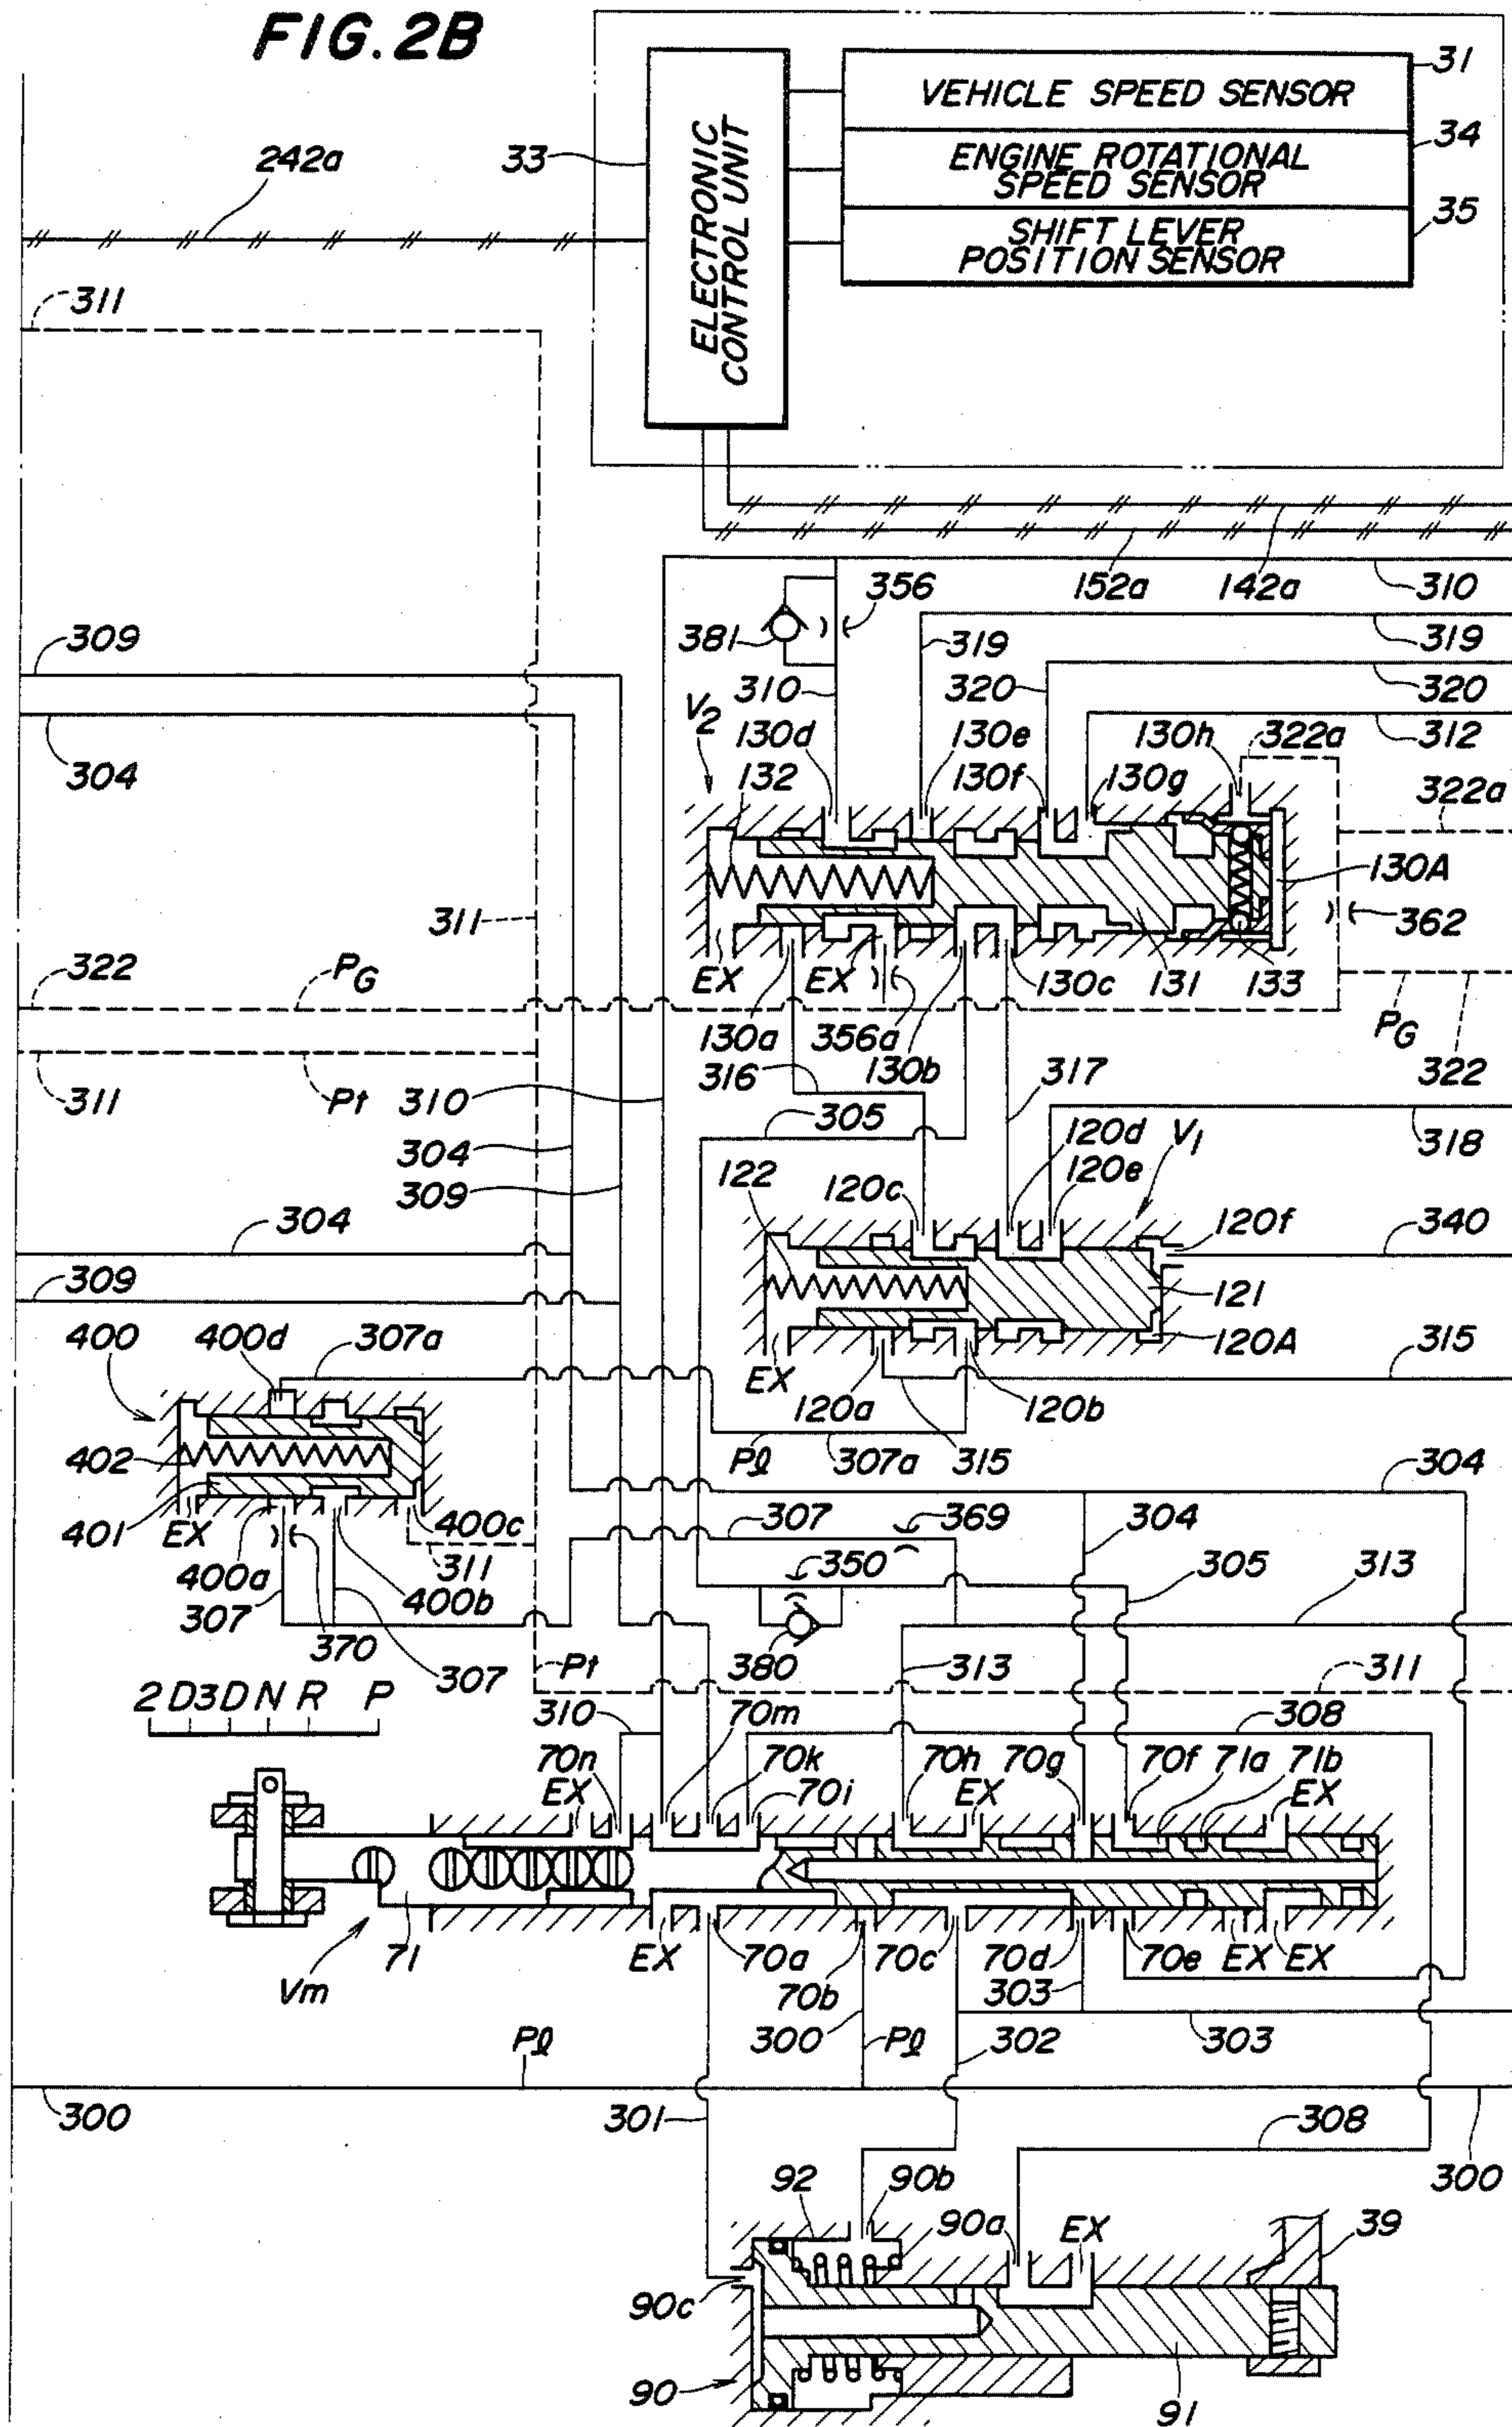 FIG. 2B
31
VEHICLE SPEED SENSOR
34
242a
33
ELECTRONIC
CONTROL UNIT
ENGINE ROTATIONAL
SPEED SENSOR
35
SHIFT LEVER
POSITION SENSOR
311
356
152a
142a
310
309
381
319
319
310
320
320
V2
130d
130e
130h
322a
312
304
132
130f
130g
322a
130A
311
362
322
PG
EX
EX
130c
131
133
130a
356a
130b
PG
311
Pt
310
316
317
322
305
120d
V1
318
304
122
120c
120e
309
120f
304
340
309
121
400
400d
307a
120A
315
EX
120a
120b
402
Pl
307a
315
304
401
EX
400c
307
369
304
400a
311
350
305
313
307
400b
370
380
307
Pt
313
311
2 D3 D N R P
310
70m
308
70n
70k
70h
70g
70f
71a
71b
EX
70i
EX
EX
71
EX
70a
70c
70d
70e
EX
EX
Vm
70b
303
Pl
300
Pl
302
303
300
301
308
92
90b
300
90a
EX
39
90c
90
91